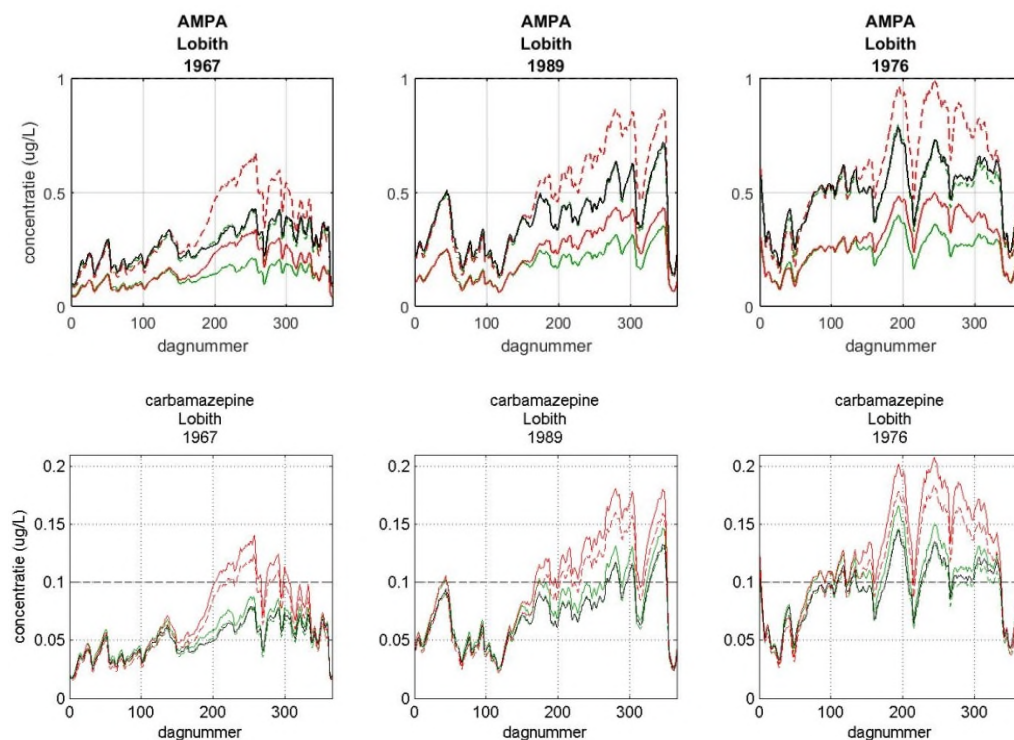 AMPA
Lobith
1967
concentratie (ug/L)
1
0.5
0
0
100
200
300
dagnummer
AMPA
Lobith
1989
1
0.5
0
0
100
200
300
dagnummer
AMPA
Lobith
1976
1
0.5
0
0
100
200
300
dagnummer
carbamazepine
Lobith
1967
concentratie (ug/L)
0.2
0.15
0.1
0.05
0
0
100
200
300
dagnummer
carbamazepine
Lobith
1989
0.2
0.15
0.1
0.05
0
0
100
200
300
dagnummer
carbamazepine
Lobith
1976
0.2
0.15
0.1
0.05
0
0
100
200
300
dagnummer